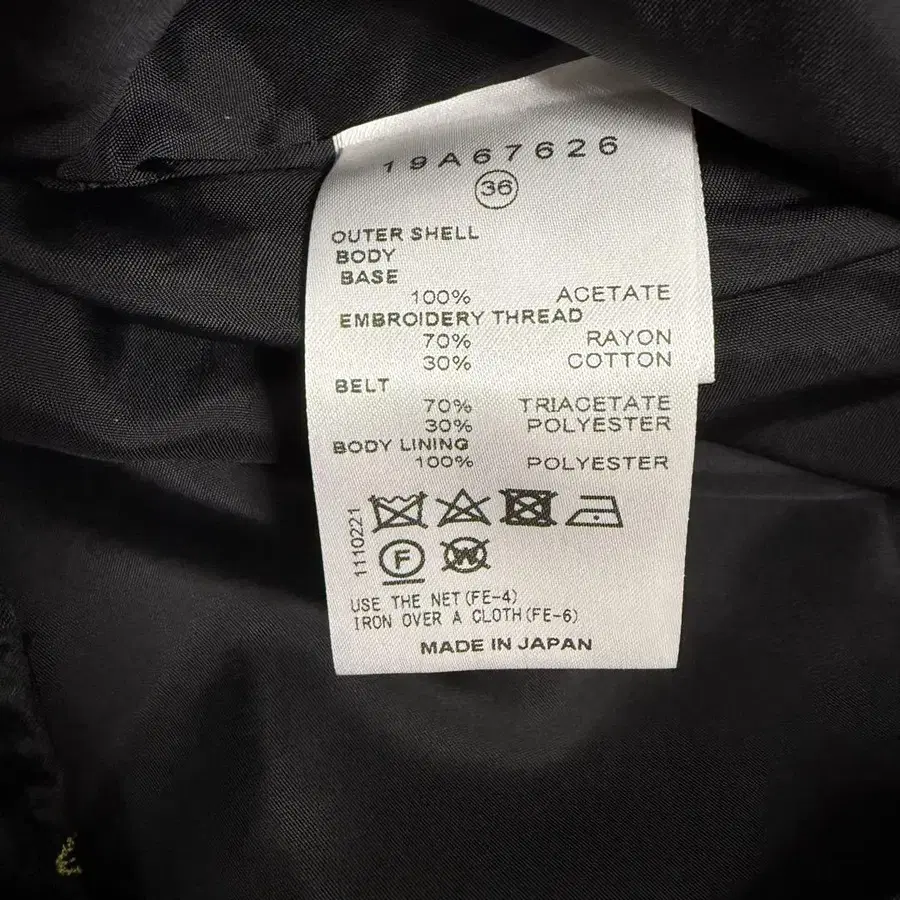 19A67626
36
OUTER SHELL
BODY
BASE
100% ACETATE
EMBROIDERY THREAD
70% RAYON
30% COTTON
BELT
70% TRIACETATE
30% POLYESTER
BODY LINING
100% POLYESTER
1110221
F W
USE THE NET(FE-4)
IRON OVER A CLOTH(FE-6)
MADE IN JAPAN